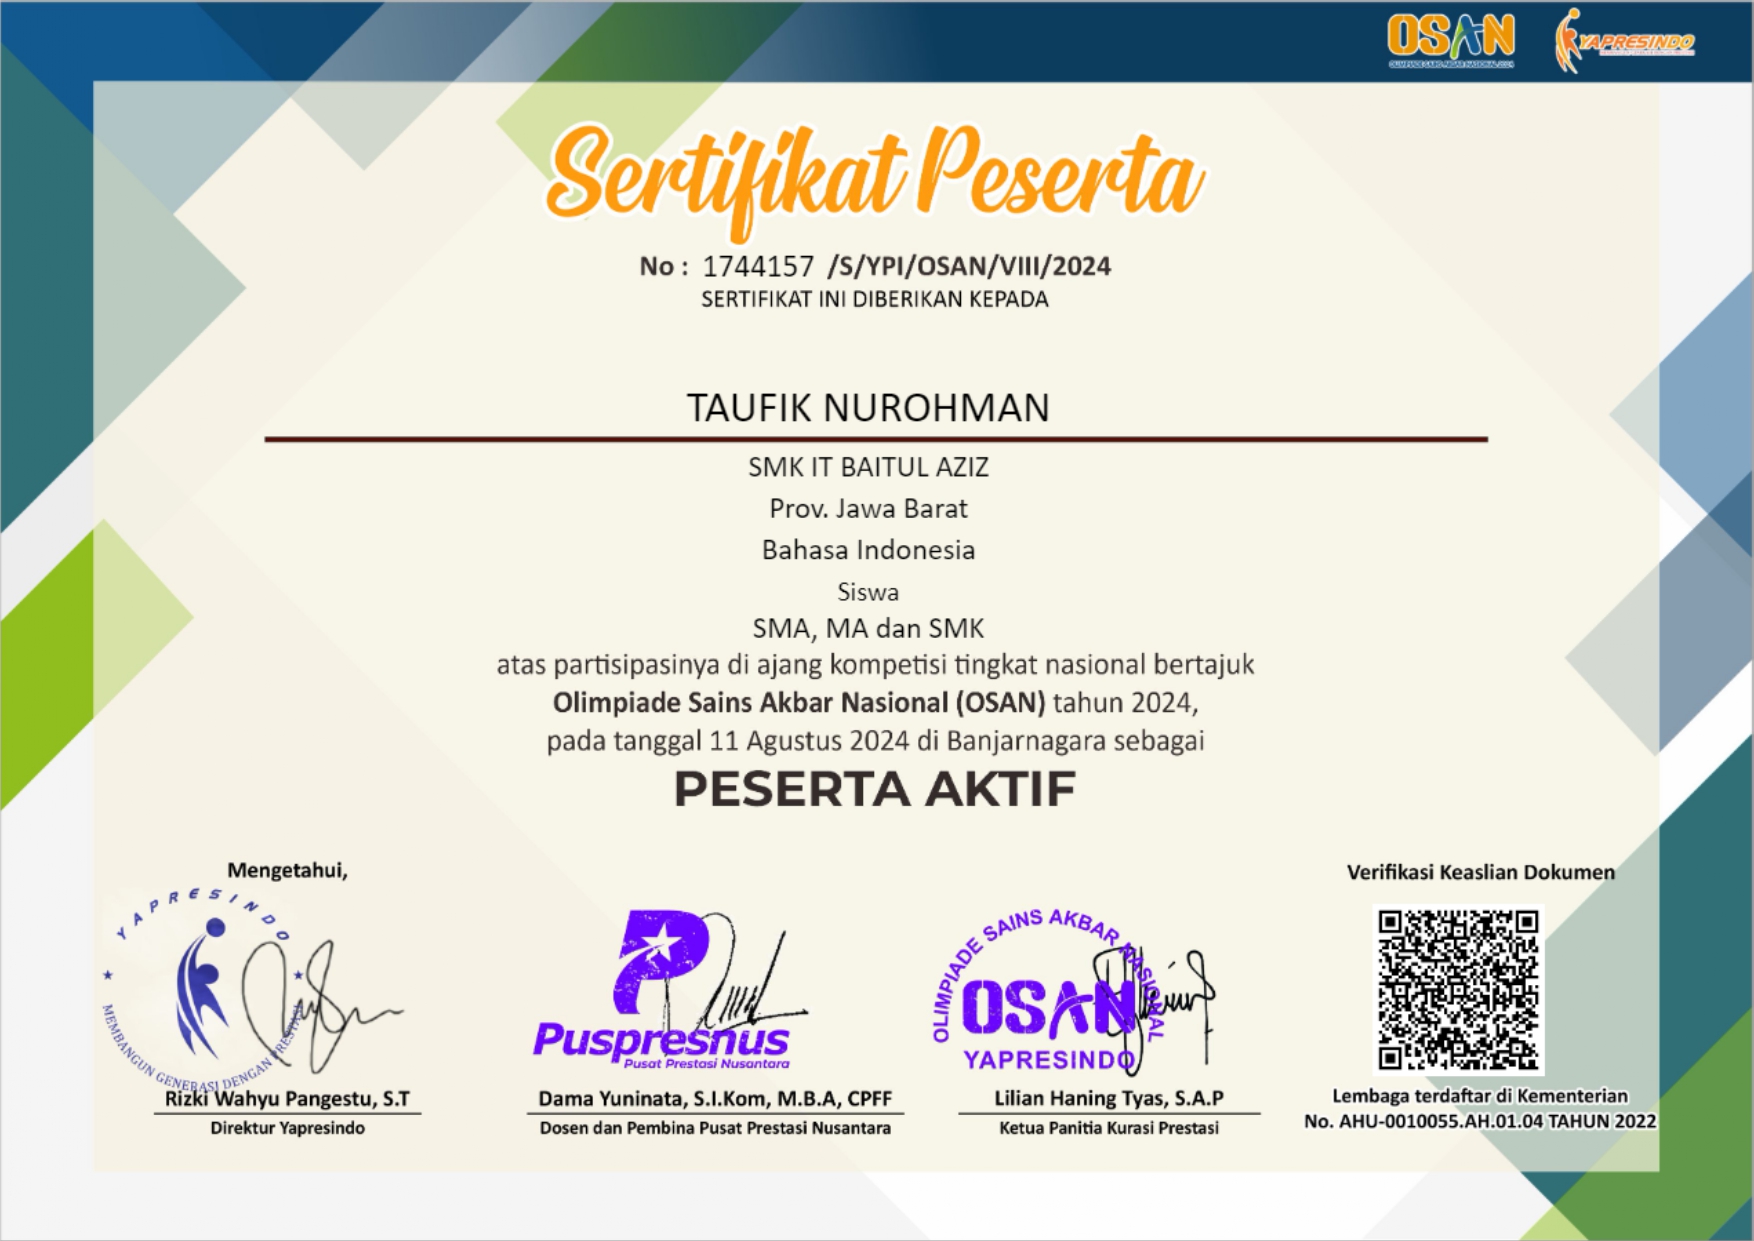 OSAN
YAPRESINDO
Sertifikat Peserta
No : 1744157 /S/YPI/OSAN/VIII/2024
SERTIFIKAT INI DIBERIKAN KEPADA
TAUFIK NUROHMAN
SMK IT BAITUL AZIZ
Prov. Jawa Barat
Bahasa Indonesia
Siswa
SMA, MA dan SMK
atas partisipasinya di ajang kompetisi tingkat nasional bertajuk
Olimpiade Sains Akbar Nasional (OSAN) tahun 2024,
pada tanggal 11 Agustus 2024 di Banjarnagara sebagai
PESERTA AKTIF
Mengetahui,
YAPRESINDO
MEMBANGUN GENERASI DENGAN PRESTASI
Rizki Wahyu Pangestu, S.T
Direktur Yapresindo
Puspresnus
Pusat Prestasi Nusantara
Dama Yuninata, S.I.Kom, M.B.A, CPFF
Dosen dan Pembina Pusat Prestasi Nusantara
OLIMPIADE SAINS AKBAR NASIONAL
OSAN
YAPRESINDO
Lilian Haning Tyas, S.A.P
Ketua Panitia Kurasi Prestasi
Verifikasi Keaslian Dokumen
Lembaga terdaftar di Kementerian
No. AHU-0010055.AH.01.04 TAHUN 2022